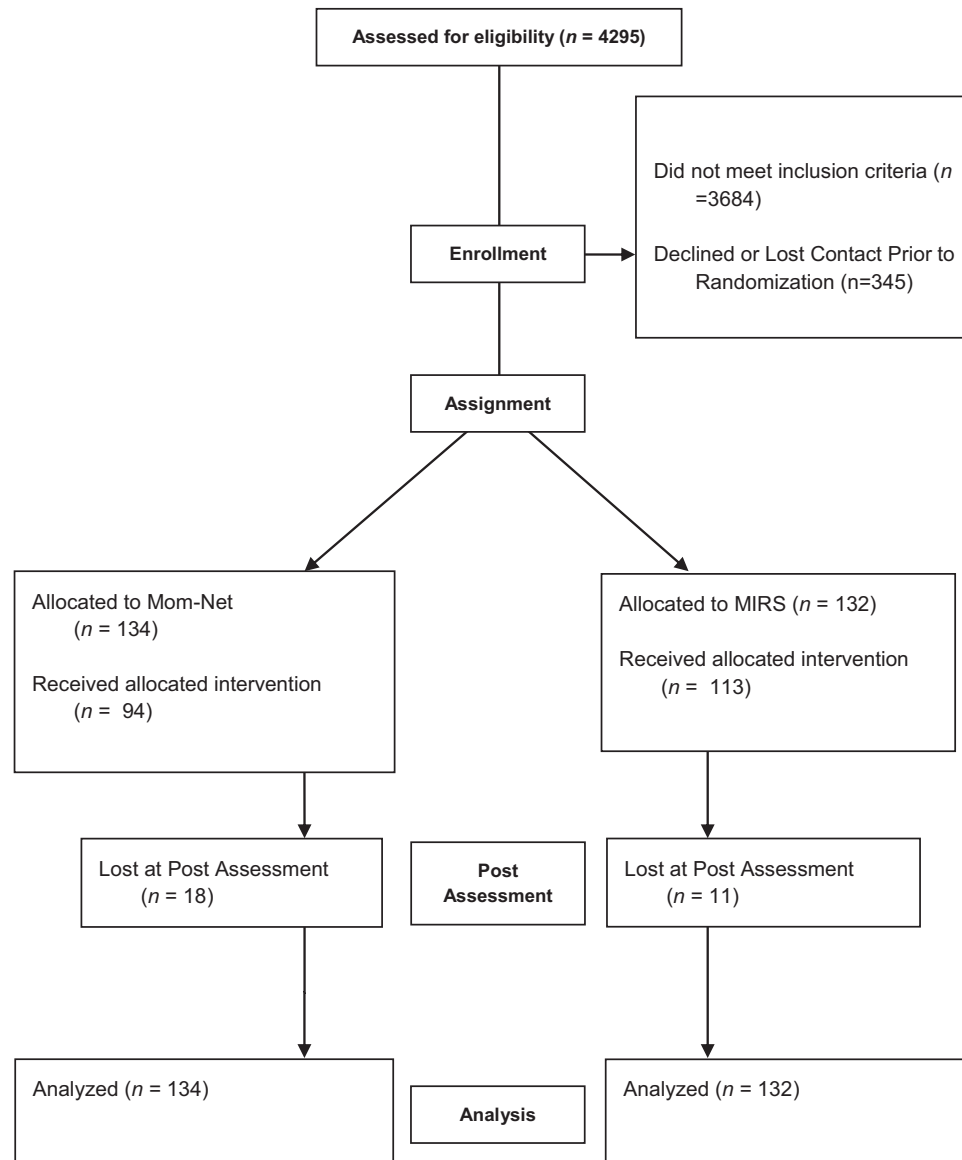 Assessed for eligibility (n = 4295)
Did not meet inclusion criteria (n
=3684)
Declined or Lost Contact Prior to
Randomization (n=345)
Enrollment
Assignment
Allocated to Mom-Net
(n = 134)
Received allocated intervention
(n = 94)
Allocated to MIRS (n = 132)
Received allocated intervention
(n = 113)
Lost at Post Assessment
(n = 18)
Post
Assessment
Lost at Post Assessment
(n = 11)
Analyzed (n = 134)
Analysis
Analyzed (n = 132)